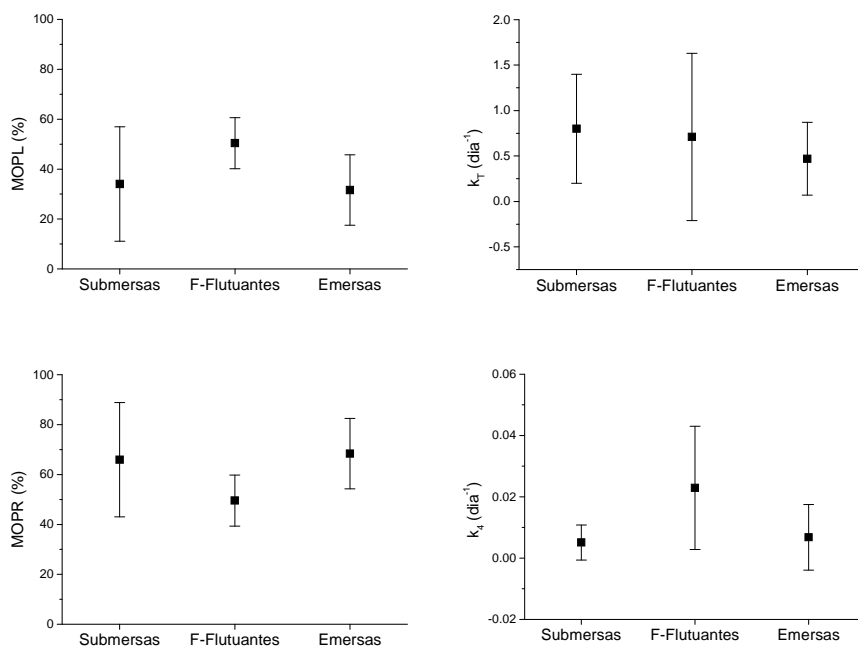 100
80
60
40
20
0
MOPL (%)
Submersas F-Flutuantes Emersas
2.0
1.5
1.0
0.5
0.0
-0.5
k_T (dia^-1)
Submersas F-Flutuantes Emersas
100
80
60
40
20
0
MOPR (%)
Submersas F-Flutuantes Emersas
0.06
0.04
0.02
0.00
-0.02
k_4 (dia^-1)
Submersas F-Flutuantes Emersas